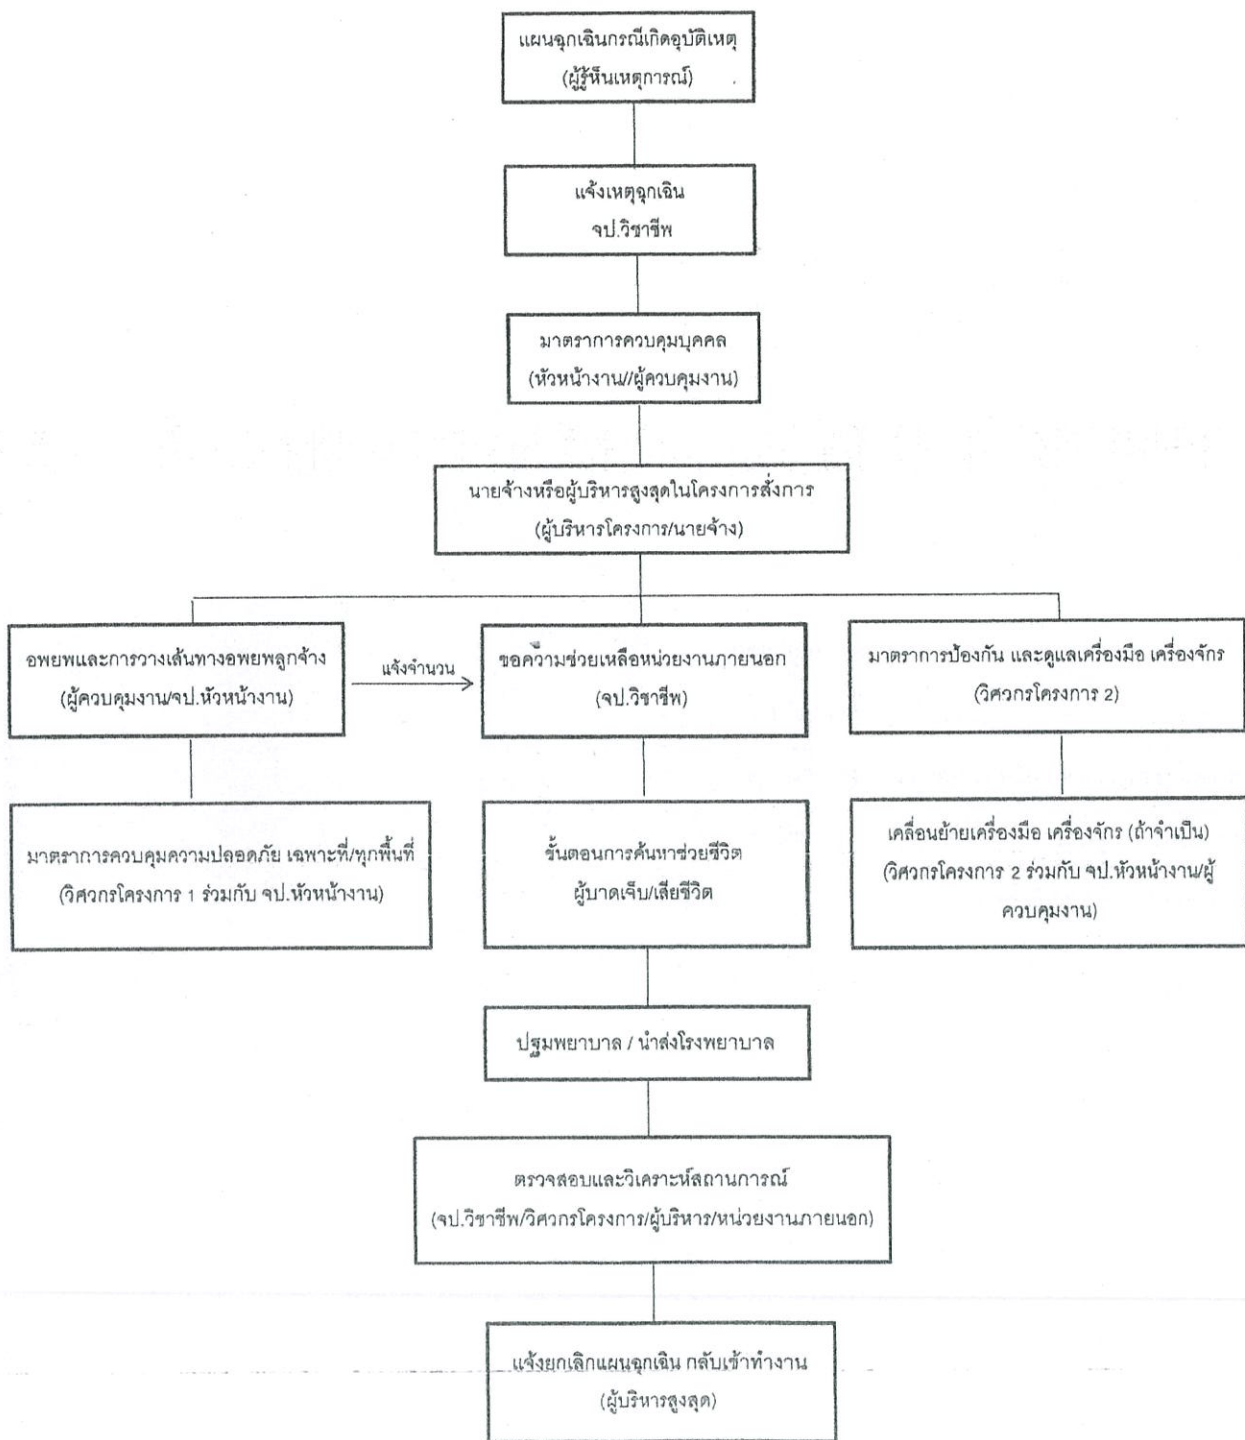 แผนฉุกเฉินกรณีเกิดอุบัติเหตุ
(ผู้รู้ห็นเหตุการณ์)
แจ้งเหตุฉุกเฉิน
จป.วิชาชีพ
มาตราการควบคุมบุคคล
(หัวหน้างาน//ผู้ควบคุมงาน)
นายจ้างหรือผู้บริหารสูงสุดในโครงการสั่งการ
(ผู้บริหารโครงการ/นายจ้าง)
อพยพและการวางเส้นทางอพยพลูกจ้าง
(ผู้ควบคุมงาน/จป.หัวหน้างาน)
แจ้งจำนวน
ขอความช่วยเหลือหน่วยงานภายนอก
(จป.วิชาชีพ)
มาตราการป้องกัน และดูแลเครื่องมือ เครื่องจักร
(วิศวกรโครงการ 2)
มาตราการควบคุมความปลอดภัย เฉพาะที่/ทุกพื้นที่
(วิศวกรโครงการ 1 ร่วมกับ จป.หัวหน้างาน)
ขั้นตอนการค้นหาช่วยชีวิต
ผู้บาดเจ็บ/เสียชีวิต
เคลื่อนย้ายเครื่องมือ เครื่องจักร (ถ้าจำเป็น)
(วิศวกรโครงการ 2 ร่วมกับ จป.หัวหน้างาน/ผู้
ควบคุมงาน)
ปฐมพยาบาล / นำส่งโรงพยาบาล
ตรวจสอบและวิเคราะห์สถานการณ์
(จป.วิชาชีพ/วิศวกรโครงการ/ผู้บริหาร/หน่วยงานภายนอก)
แจ้งยกเลิกแผนฉุกเฉิน กลับเข้าทำงาน
(ผู้บริหารสูงสุด)